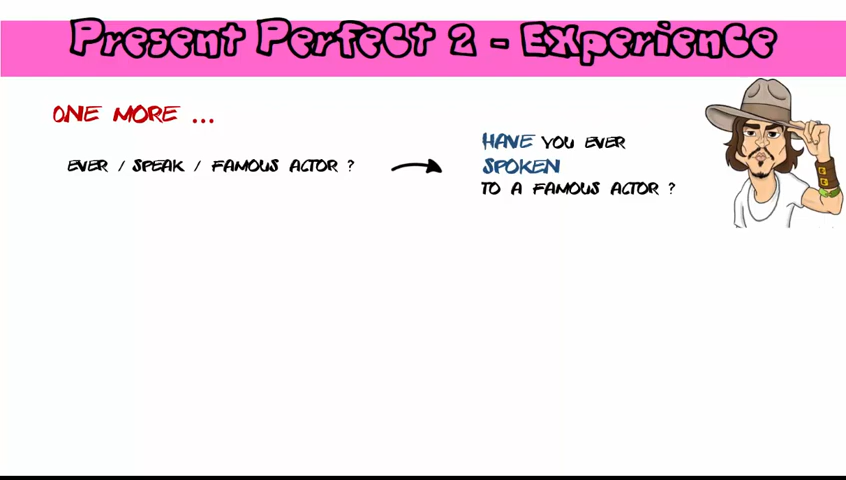 Present Perfect 2 - Experience
ONE MORE ...
EVER / SPEAK / FAMOUS ACTOR ?
HAVE YOU EVER
SPOKEN
TO A FAMOUS ACTOR ?